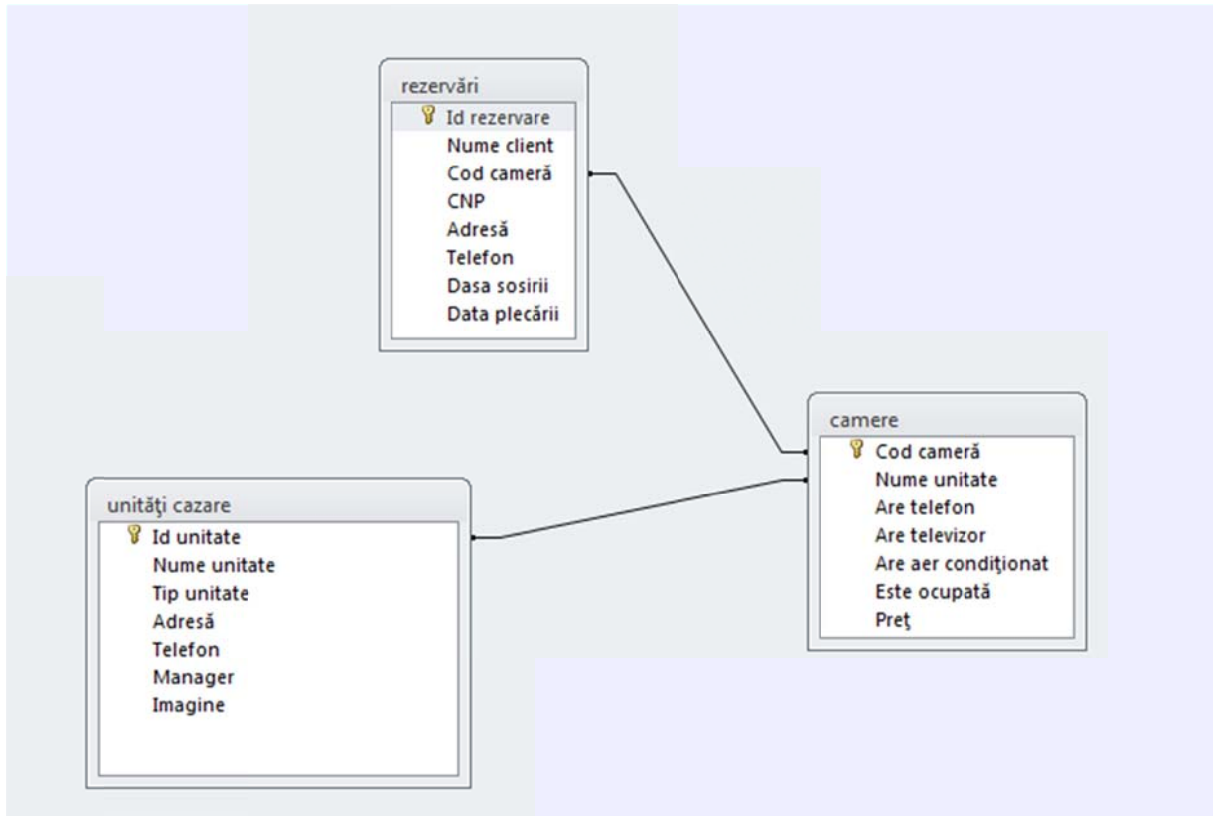 rezervări
Id rezervare
Nume client
Cod cameră
CNP
Adresă
Telefon
Dasa sosirii
Data plecării
camere
Cod cameră
Nume unitate
Are telefon
Are televizor
Are aer condiţionat
Este ocupată
Preţ
unităţi cazare
Id unitate
Nume unitate
Tip unitate
Adresă
Telefon
Manager
Imagine